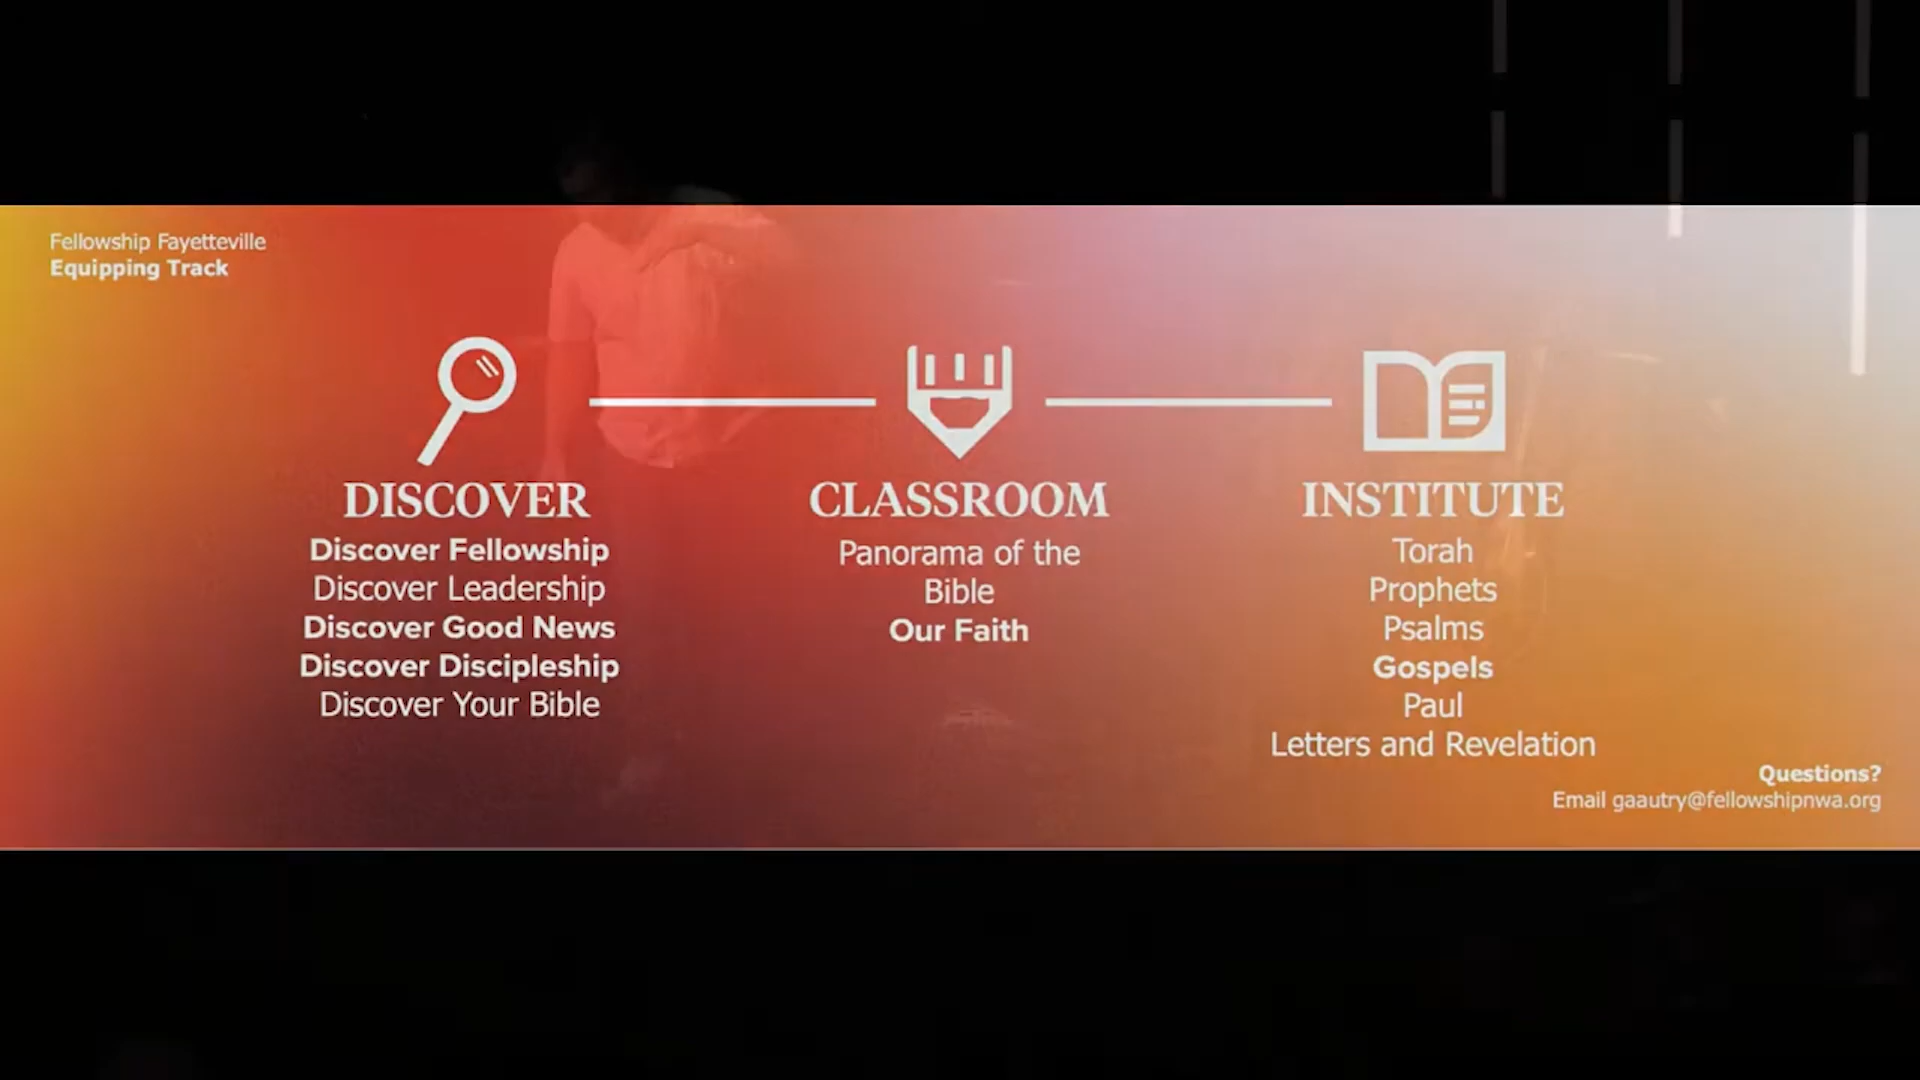 Fellowship Fayetteville
Equipping Track
DISCOVER
Discover Fellowship
Discover Leadership
Discover Good News
Discover Discipleship
Discover Your Bible
CLASSROOM
Panorama of the
Bible
Our Faith
INSTITUTE
Torah
Prophets
Psalms
Gospels
Paul
Letters and Revelation
Questions?
Email gaautry@fellowshipnwa.org